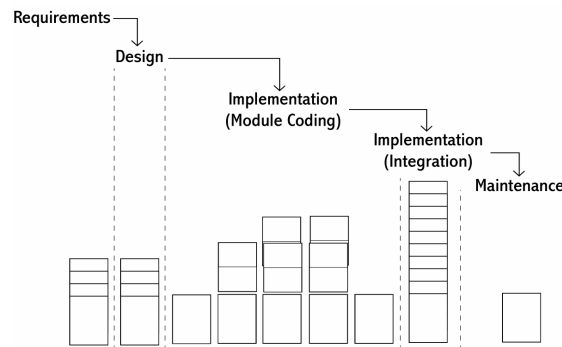 Requirements
Design
Implementation
(Module Coding)
Implementation
(Integration)
Maintenance